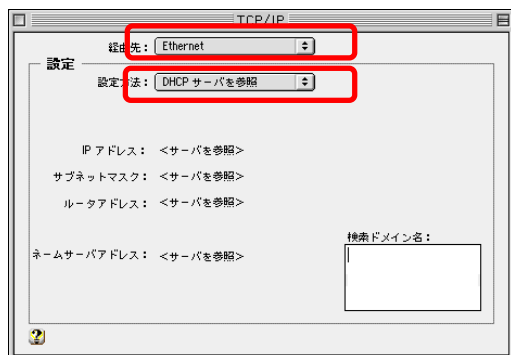 TCP/IP
経由先： Ethernet
設定
設定方法： DHCP サーバを参照
IP アドレス： <サーバを参照>
サブネットマスク： <サーバを参照>
ルータアドレス： <サーバを参照>
検索ドメイン名：
ネームサーバアドレス： <サーバを参照>
?